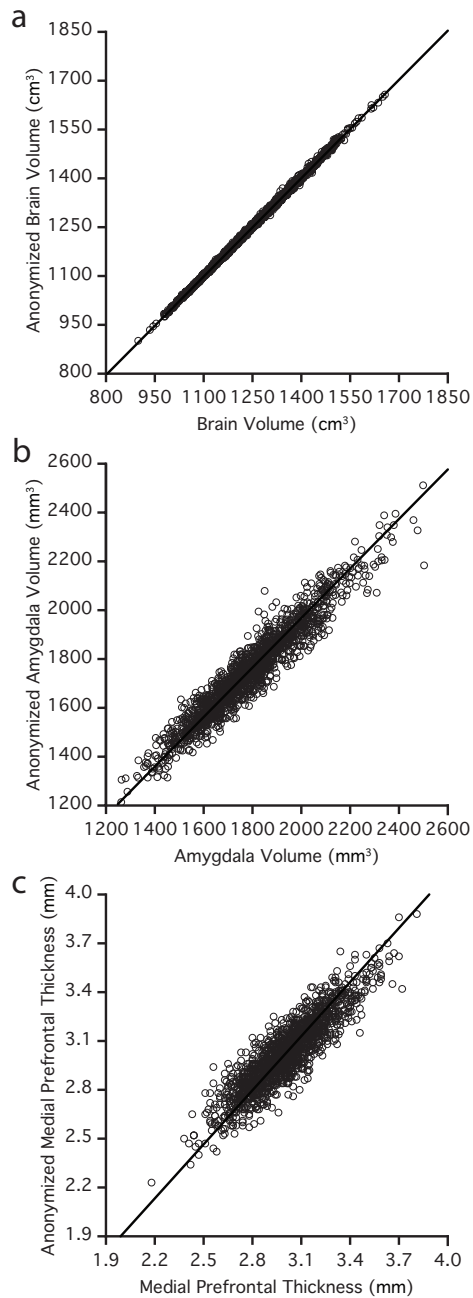 a
1850
1700
1550
1400
1250
1100
950
800
Anonymized Brain Volume (cm³)
800 950 1100 1250 1400 1550 1700 1850
Brain Volume (cm³)
b
2600
2400
2200
2000
1800
1600
1400
1200
Anonymized Amygdala Volume (mm³)
1200 1400 1600 1800 2000 2200 2400 2600
Amygdala Volume (mm³)
c
4.0
3.7
3.4
3.1
2.8
2.5
2.2
1.9
Anonymized Medial Prefrontal Thickness (mm)
1.9 2.2 2.5 2.8 3.1 3.4 3.7 4.0
Medial Prefrontal Thickness (mm)